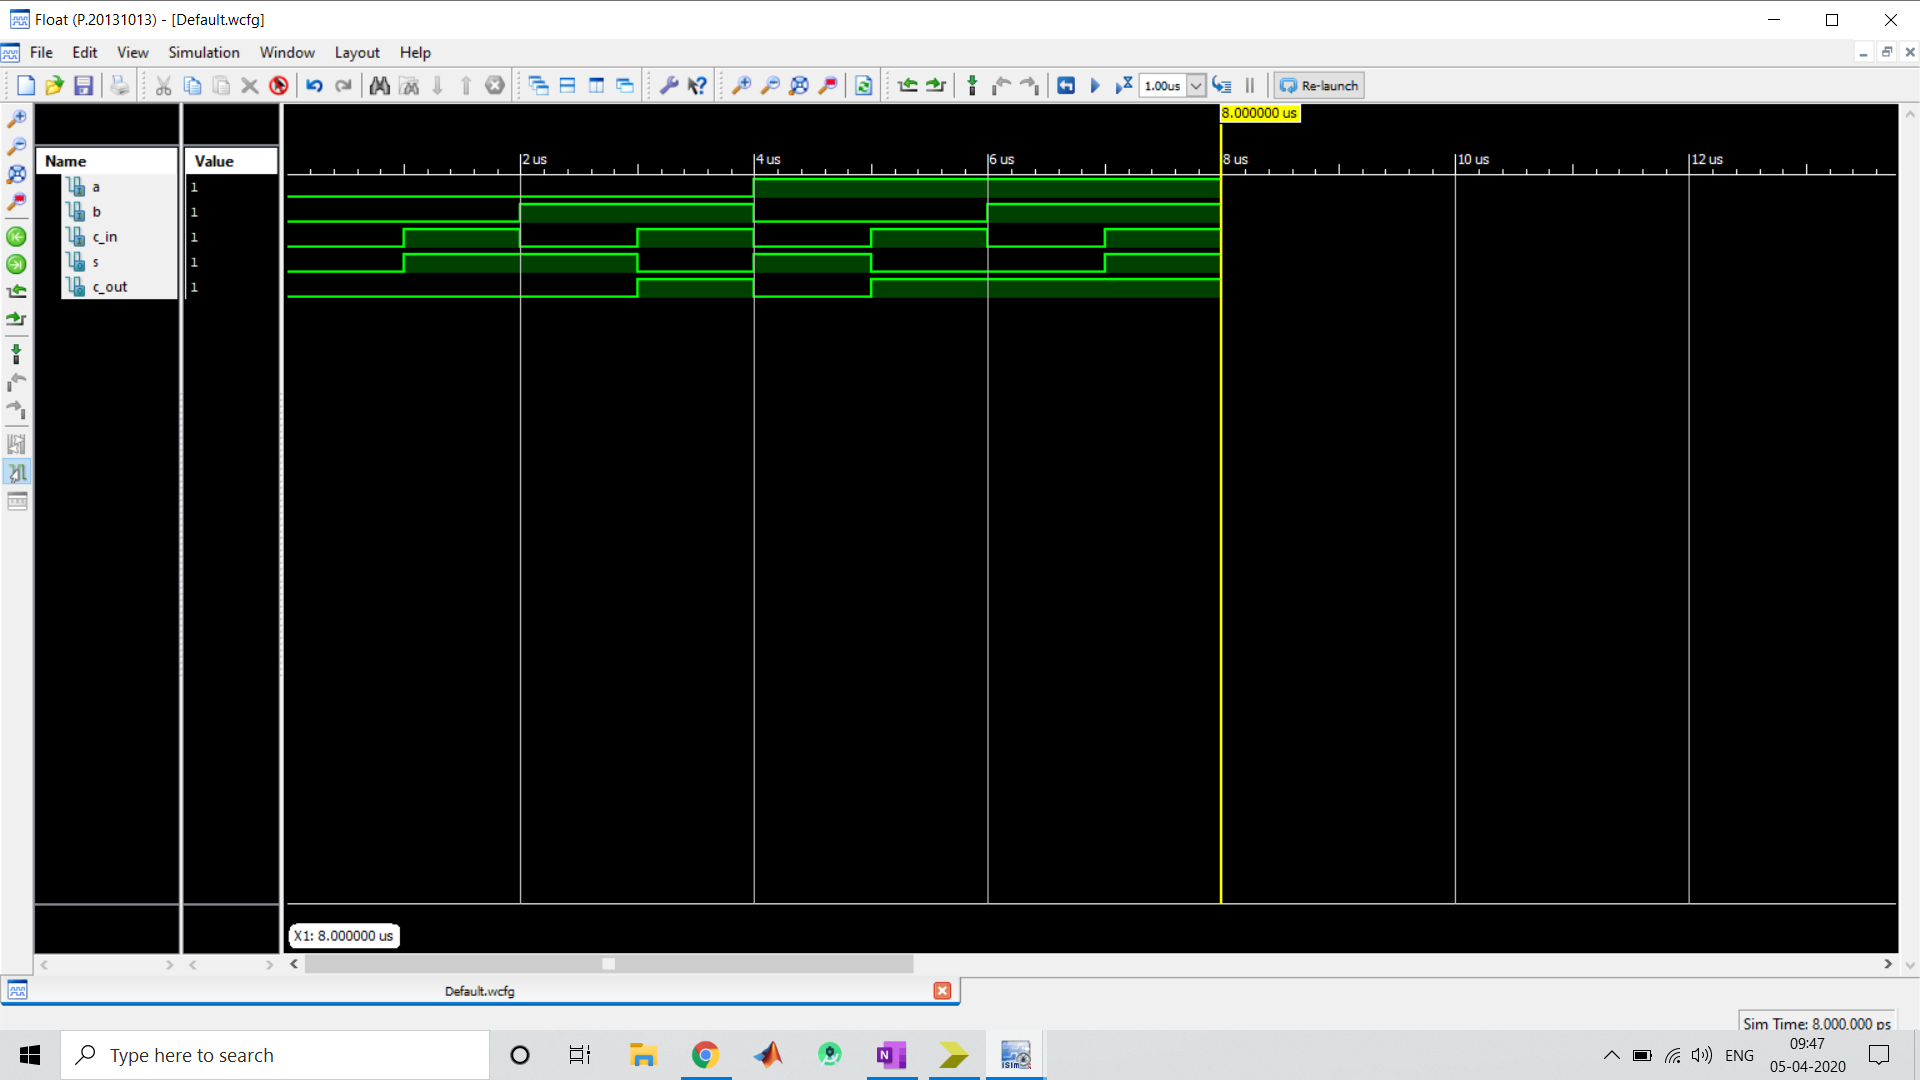 Float (P.20131013) - [Default.wcfg]
File Edit View Simulation Window Layout Help
1.00us Re-launch
8.000000 us
2 us 4 us 6 us 8 us 10 us 12 us
Name Value
a 1
b 1
c_in 1
s 1
c_out 1
X1: 8.000000 us
Default.wcfg
Sim Time: 8,000,000 ps
Type here to search
N
ISim
ENG
09:47
05-04-2020